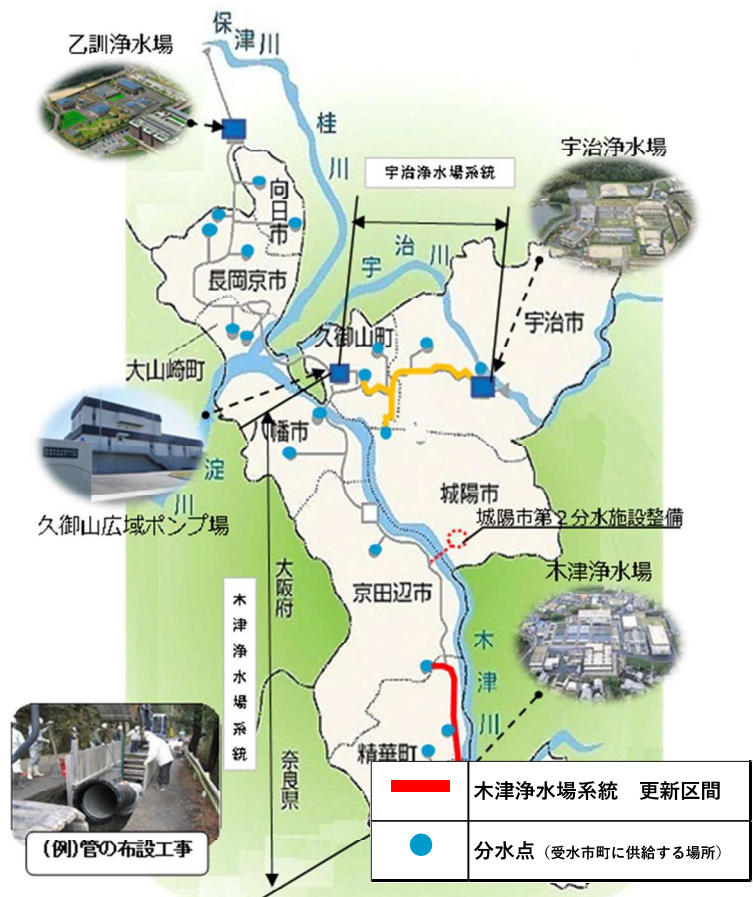 保津川
乙訓浄水場
桂川
宇治浄水場
宇治浄水場系統
向日市
宇治川
長岡京市
宇治市
久御山町
大山崎町
八幡市
淀川
城陽市
久御山広域ポンプ場
城陽市第2分水施設整備
大阪府
木津浄水場
京田辺市
木津浄水場系統
木津川
精華町
奈良県
木津浄水場系統 更新区間
(例)管の布設工事
分水点(受水市町に供給する場所)